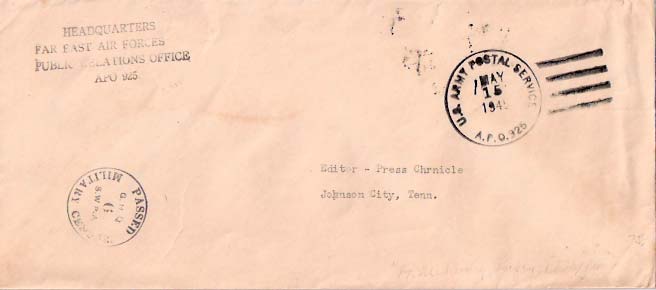 HEADQUARTERS
FAR EAST AIR FORCES
PUBLIC RELATIONS OFFICE
APO 925
U.S. ARMY POSTAL SERVICE
MAY
15
1945
A.P.O. 925
Editor - Press Chrnicle
Johnson City, Tenn.
PASSED
G H Q
S.W.P.A.
MILITARY